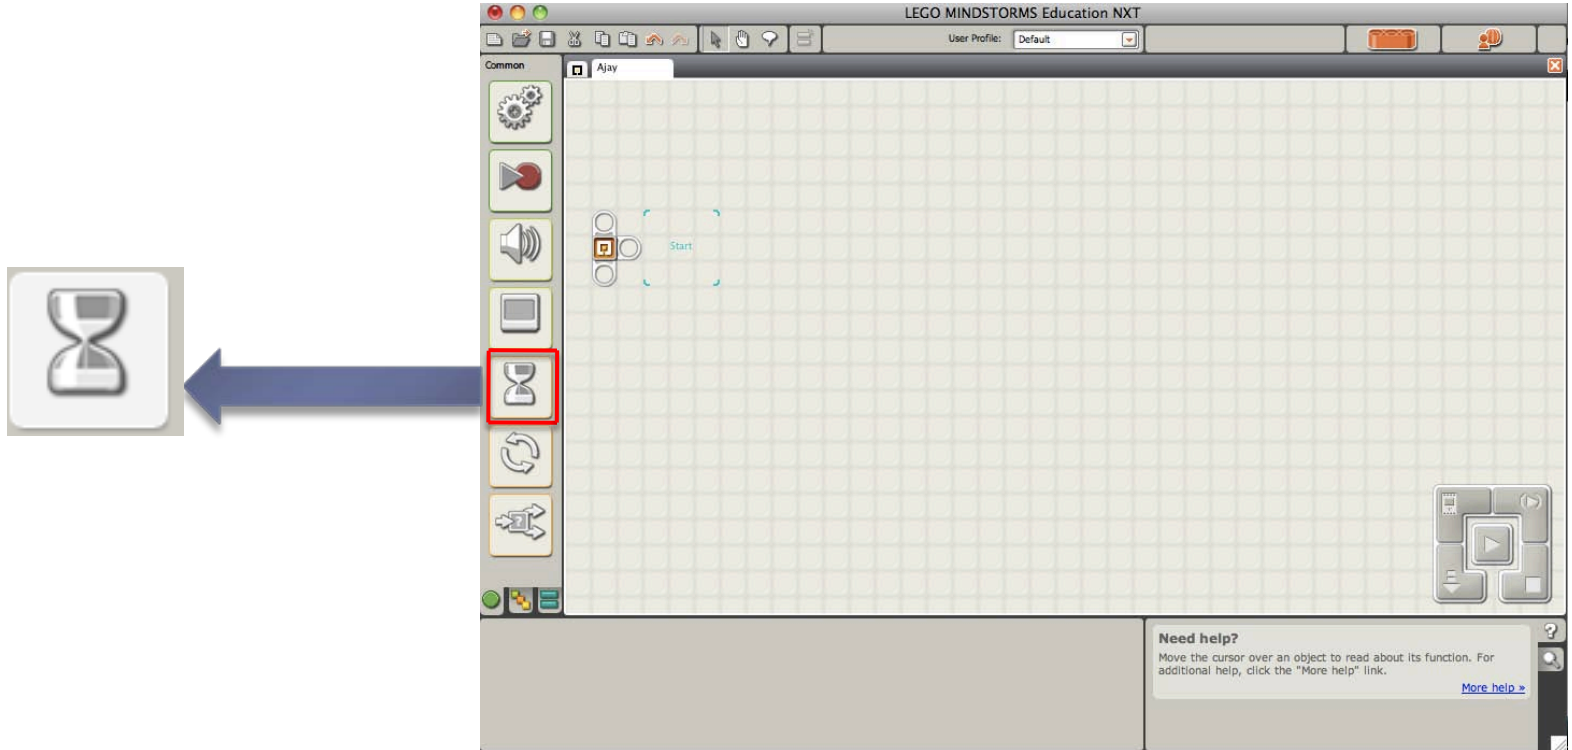 LEGO MINDSTORMS Education NXT
User Profile: Default
Common
Ajay
Start
Need help?
Move the cursor over an object to read about its function. For
additional help, click the "More help" link.
More help »